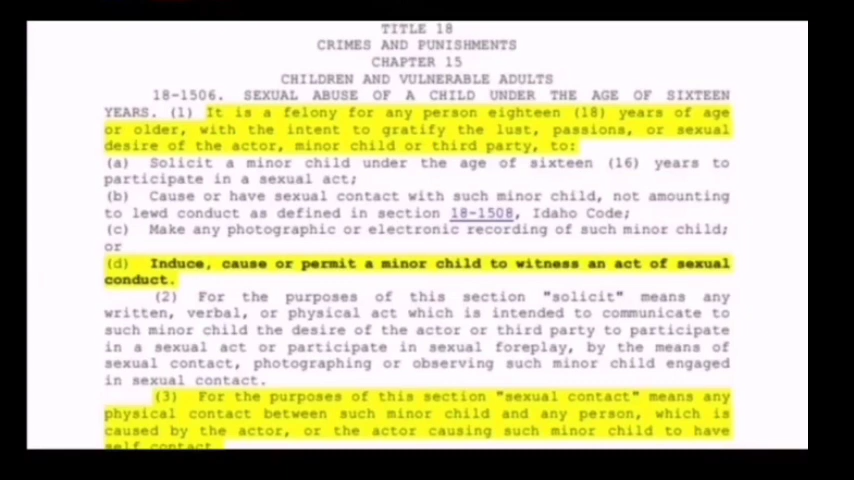 TITLE 18
CRIMES AND PUNISHMENTS
CHAPTER 15
CHILDREN AND VULNERABLE ADULTS
18-1506. SEXUAL ABUSE OF A CHILD UNDER THE AGE OF SIXTEEN
YEARS. (1) It is a felony for any person eighteen (18) years of age
or older, with the intent to gratify the lust, passions, or sexual
desire of the actor, minor child or third party, to:
(a) Solicit a minor child under the age of sixteen (16) years to
participate in a sexual act;
(b) Cause or have sexual contact with such minor child, not amounting
to lewd conduct as defined in section 18-1508, Idaho Code;
(c) Make any photographic or electronic recording of such minor child;
or
(d) Induce, cause or permit a minor child to witness an act of sexual
conduct.
(2) For the purposes of this section "solicit" means any
written, verbal, or physical act which is intended to communicate to
such minor child the desire of the actor or third party to participate
in a sexual act or participate in sexual foreplay, by the means of
sexual contact, photographing or observing such minor child engaged
in sexual contact.
(3) For the purposes of this section "sexual contact" means any
physical contact between such minor child and any person, which is
caused by the actor, or the actor causing such minor child to have
self contact